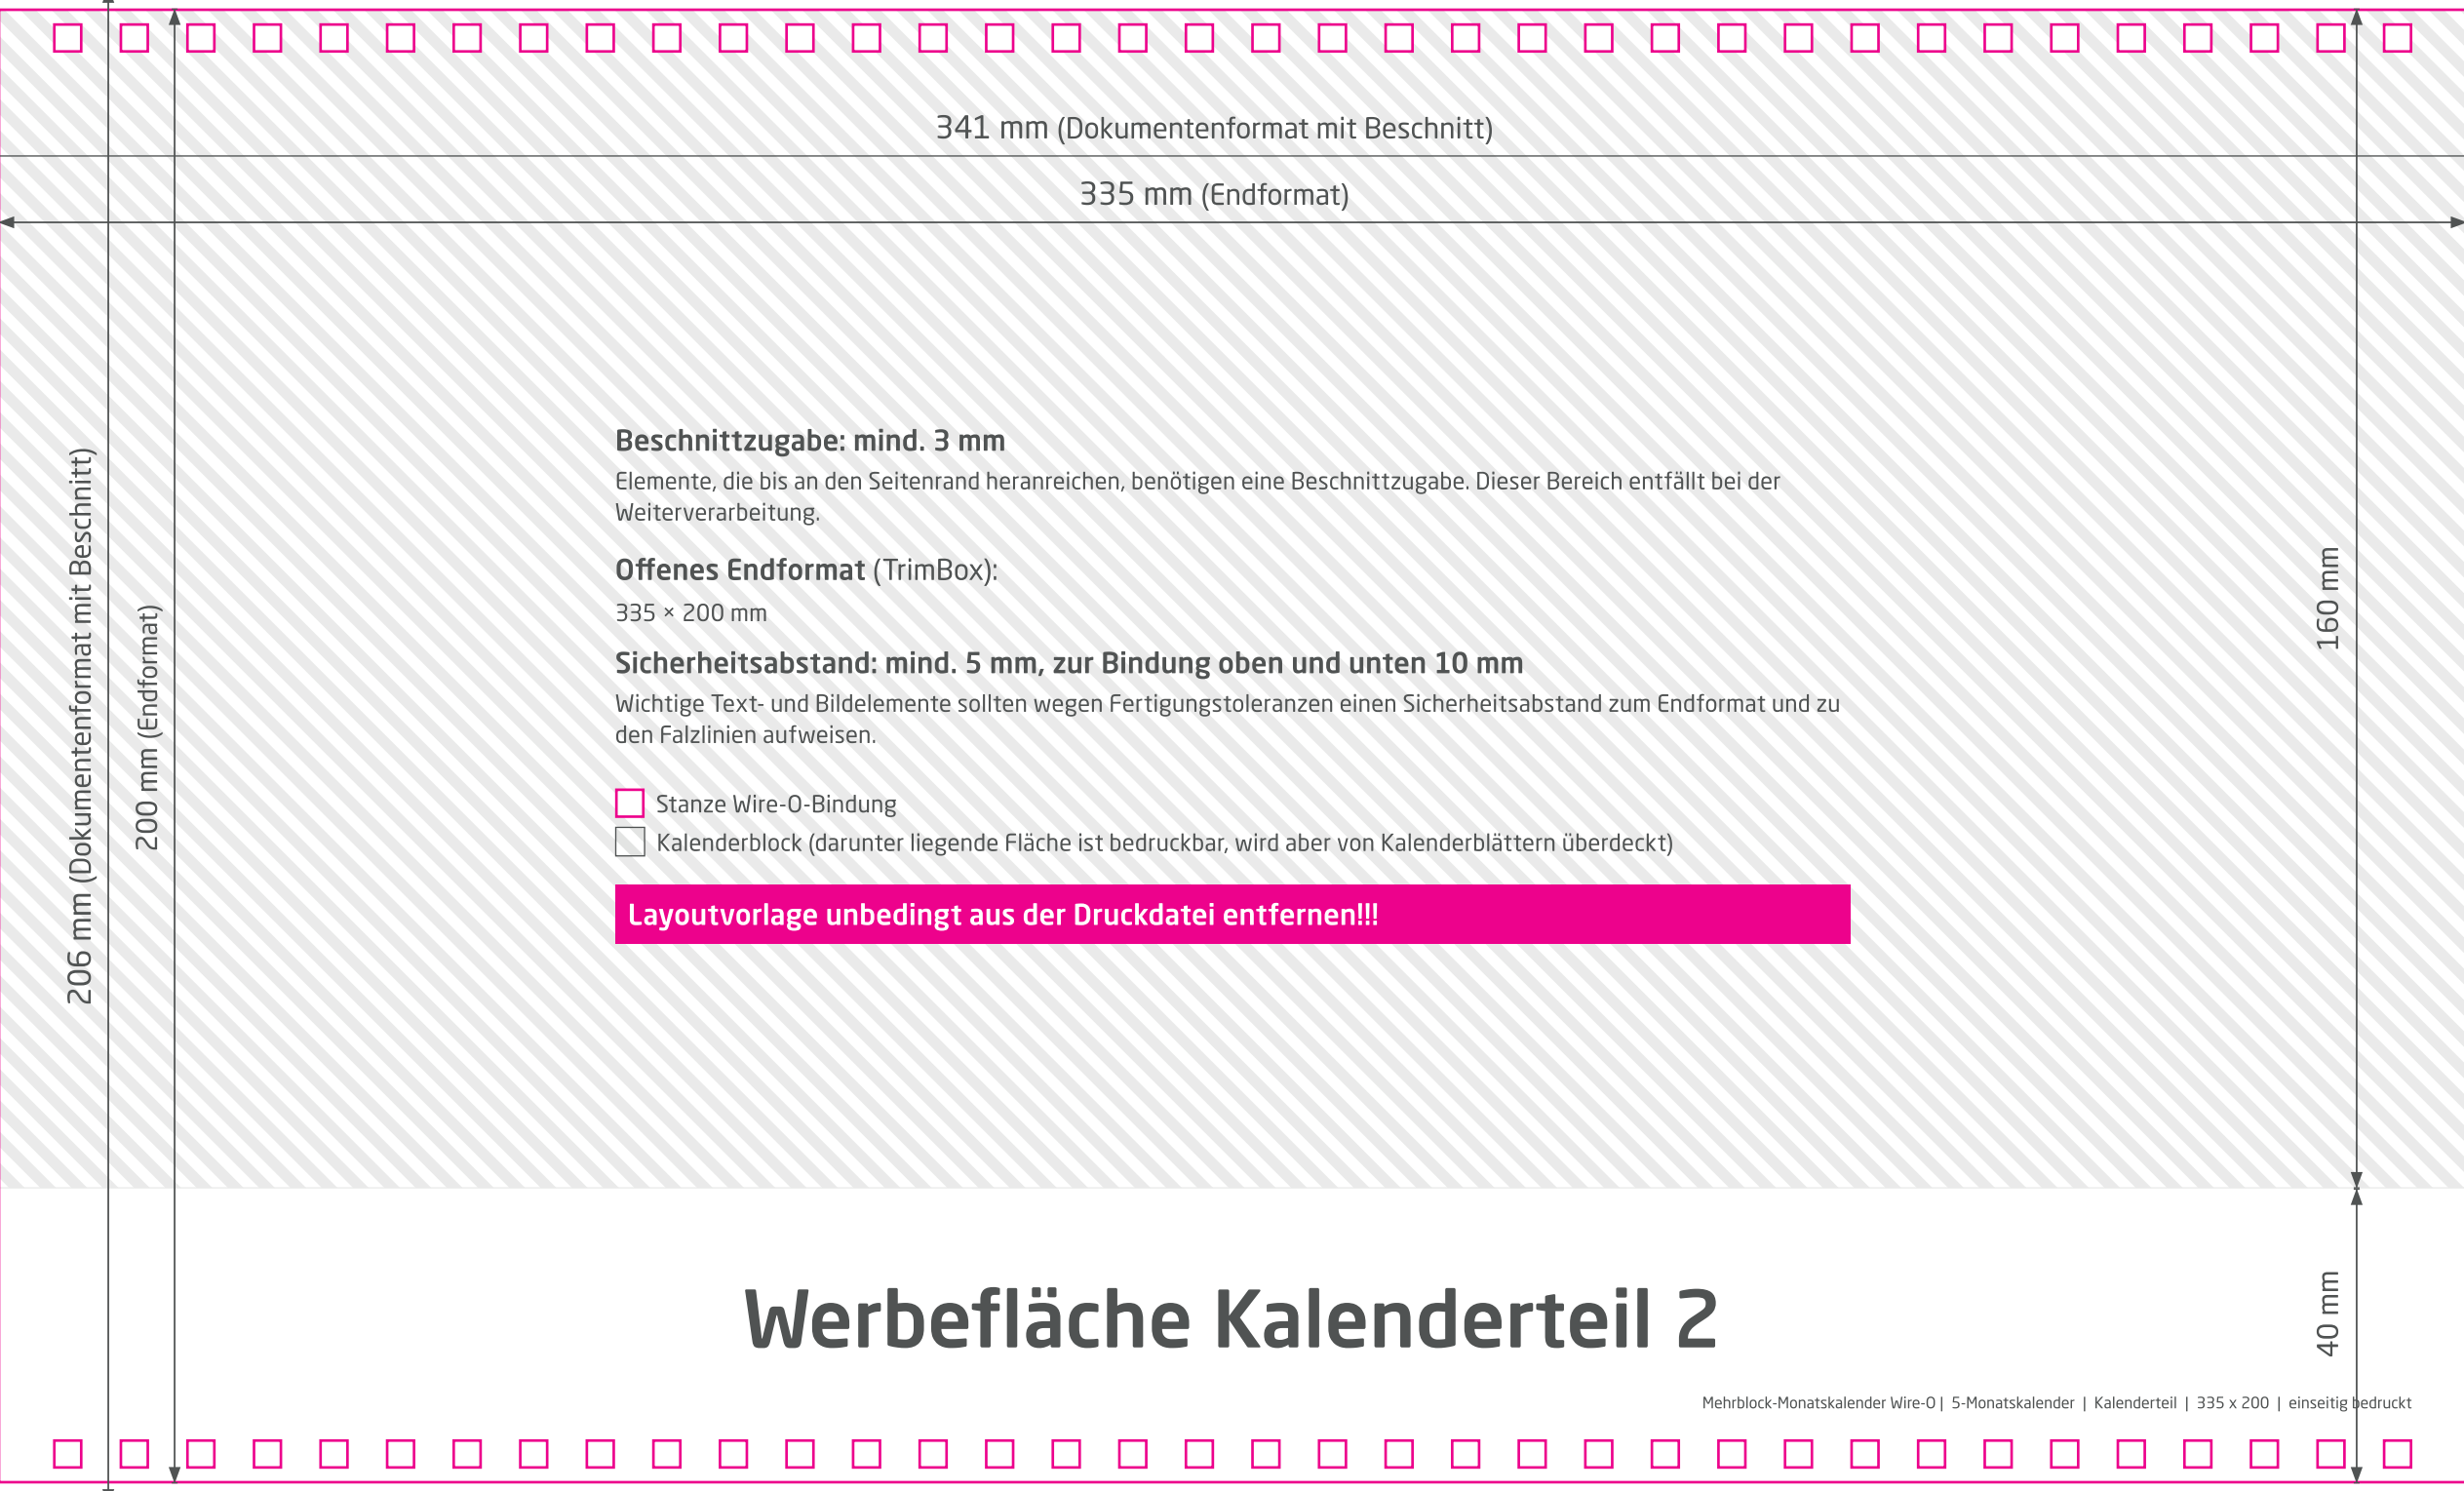 341 mm (Dokumentenformat mit Beschnitt)
335 mm (Endformat)
206 mm (Dokumentenformat mit Beschnitt)
200 mm (Endformat)
Beschnittzugabe: mind. 3 mm
Elemente, die bis an den Seitenrand heranreichen, benötigen eine Beschnittzugabe. Dieser Bereich entfällt bei der
Weiterverarbeitung.
Offenes Endformat (TrimBox):
335 × 200 mm
Sicherheitsabstand: mind. 5 mm, zur Bindung oben und unten 10 mm
Wichtige Text- und Bildelemente sollten wegen Fertigungstoleranzen einen Sicherheitsabstand zum Endformat und zu
den Falzlinien aufweisen.
Stanze Wire-O-Bindung
Kalenderblock (darunter liegende Fläche ist bedruckbar, wird aber von Kalenderblättern überdeckt)
Layoutvorlage unbedingt aus der Druckdatei entfernen!!!
160 mm
Werbefläche Kalenderteil 2
40 mm
Mehrblock-Monatskalender Wire-O | 5-Monatskalender | Kalenderteil | 335 x 200 | einseitig bedruckt